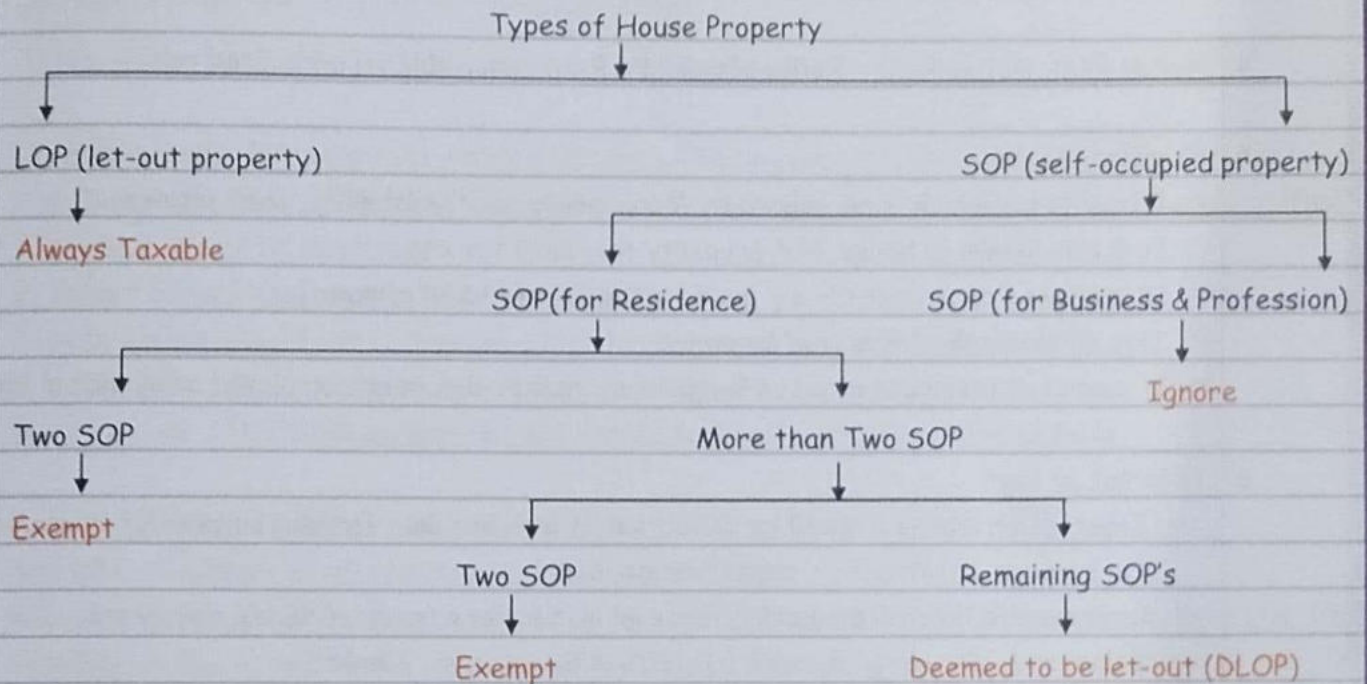 Types of House Property
LOP (let-out property)
SOP (self-occupied property)
Always Taxable
SOP(for Residence)
SOP (for Business & Profession)
Ignore
Two SOP
More than Two SOP
Exempt
Two SOP
Remaining SOP's
Exempt
Deemed to be let-out (DLOP)